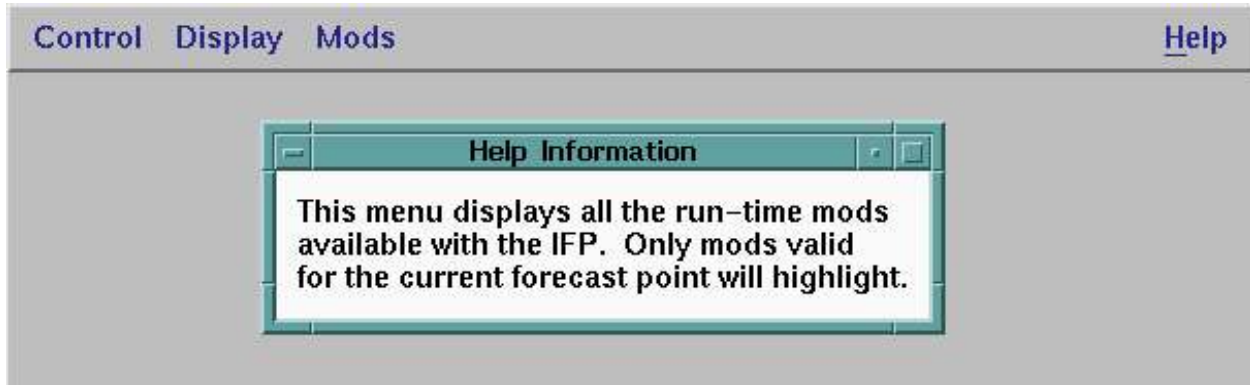 Control Display Mods Help
Help Information
This menu displays all the run-time mods
available with the IFP. Only mods valid
for the current forecast point will highlight.